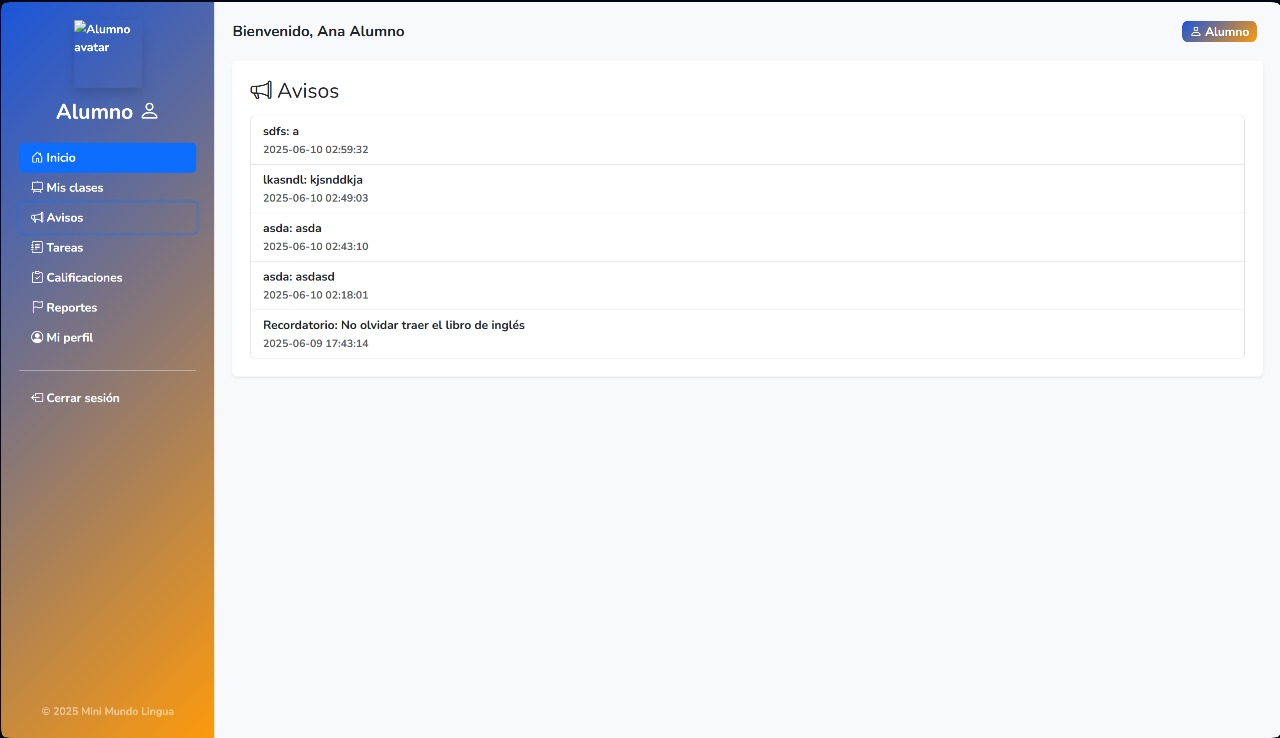 Alumno
avatar
Alumno
Inicio
Mis clases
Avisos
Tareas
Calificaciones
Reportes
Mi perfil
Cerrar sesión
© 2025 Mini Mundo Lingua
Bienvenido, Ana Alumno
Alumno
Avisos
sdfs: a
2025-06-10 02:59:32
lkasndl: kjsnddkja
2025-06-10 02:49:03
asda: asda
2025-06-10 02:43:10
asda: asdasd
2025-06-10 02:18:01
Recordatorio: No olvidar traer el libro de inglés
2025-06-09 17:43:14